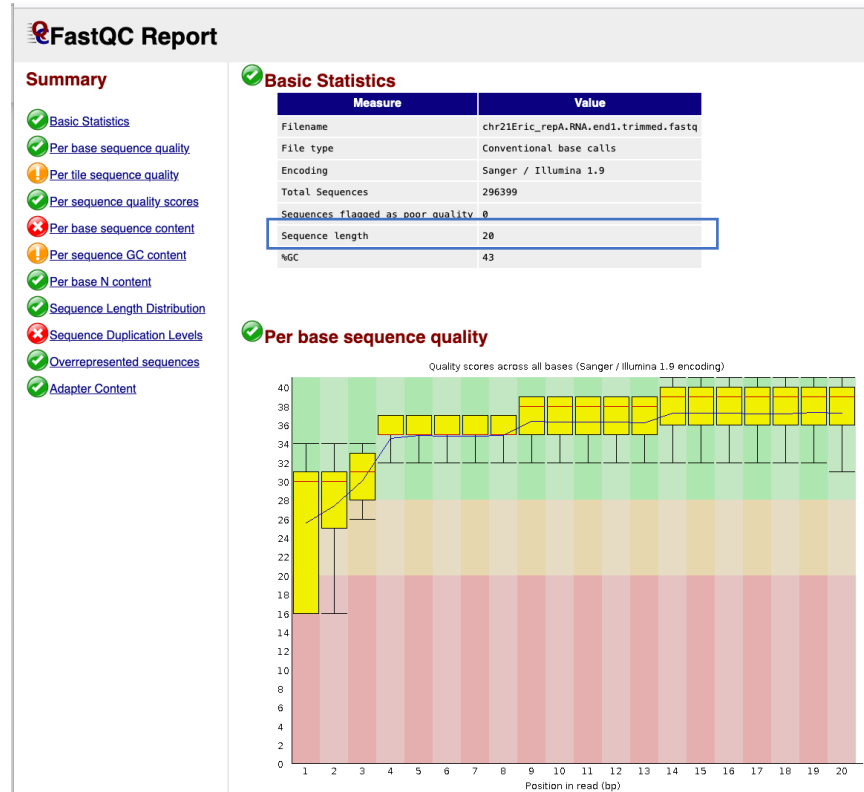 FastQC Report
Summary
Basic Statistics
Per base sequence quality
Per tile sequence quality
Per sequence quality scores
Per base sequence content
Per sequence GC content
Per base N content
Sequence Length Distribution
Sequence Duplication Levels
Overrepresented sequences
Adapter Content
Basic Statistics
Measure Value
Filename chr21Eric_repA.RNA.end1.trimmed.fastq
File type Conventional base calls
Encoding Sanger / Illumina 1.9
Total Sequences 296399
Sequences flagged as poor quality 0
Sequence length 20
%GC 43
Per base sequence quality
Quality scores across all bases (Sanger / Illumina 1.9 encoding)
40
38
36
34
32
30
28
26
24
22
20
18
16
14
12
10
8
6
4
2
0
1 2 3 4 5 6 7 8 9 10 11 12 13 14 15 16 17 18 19 20
Position in read (bp)